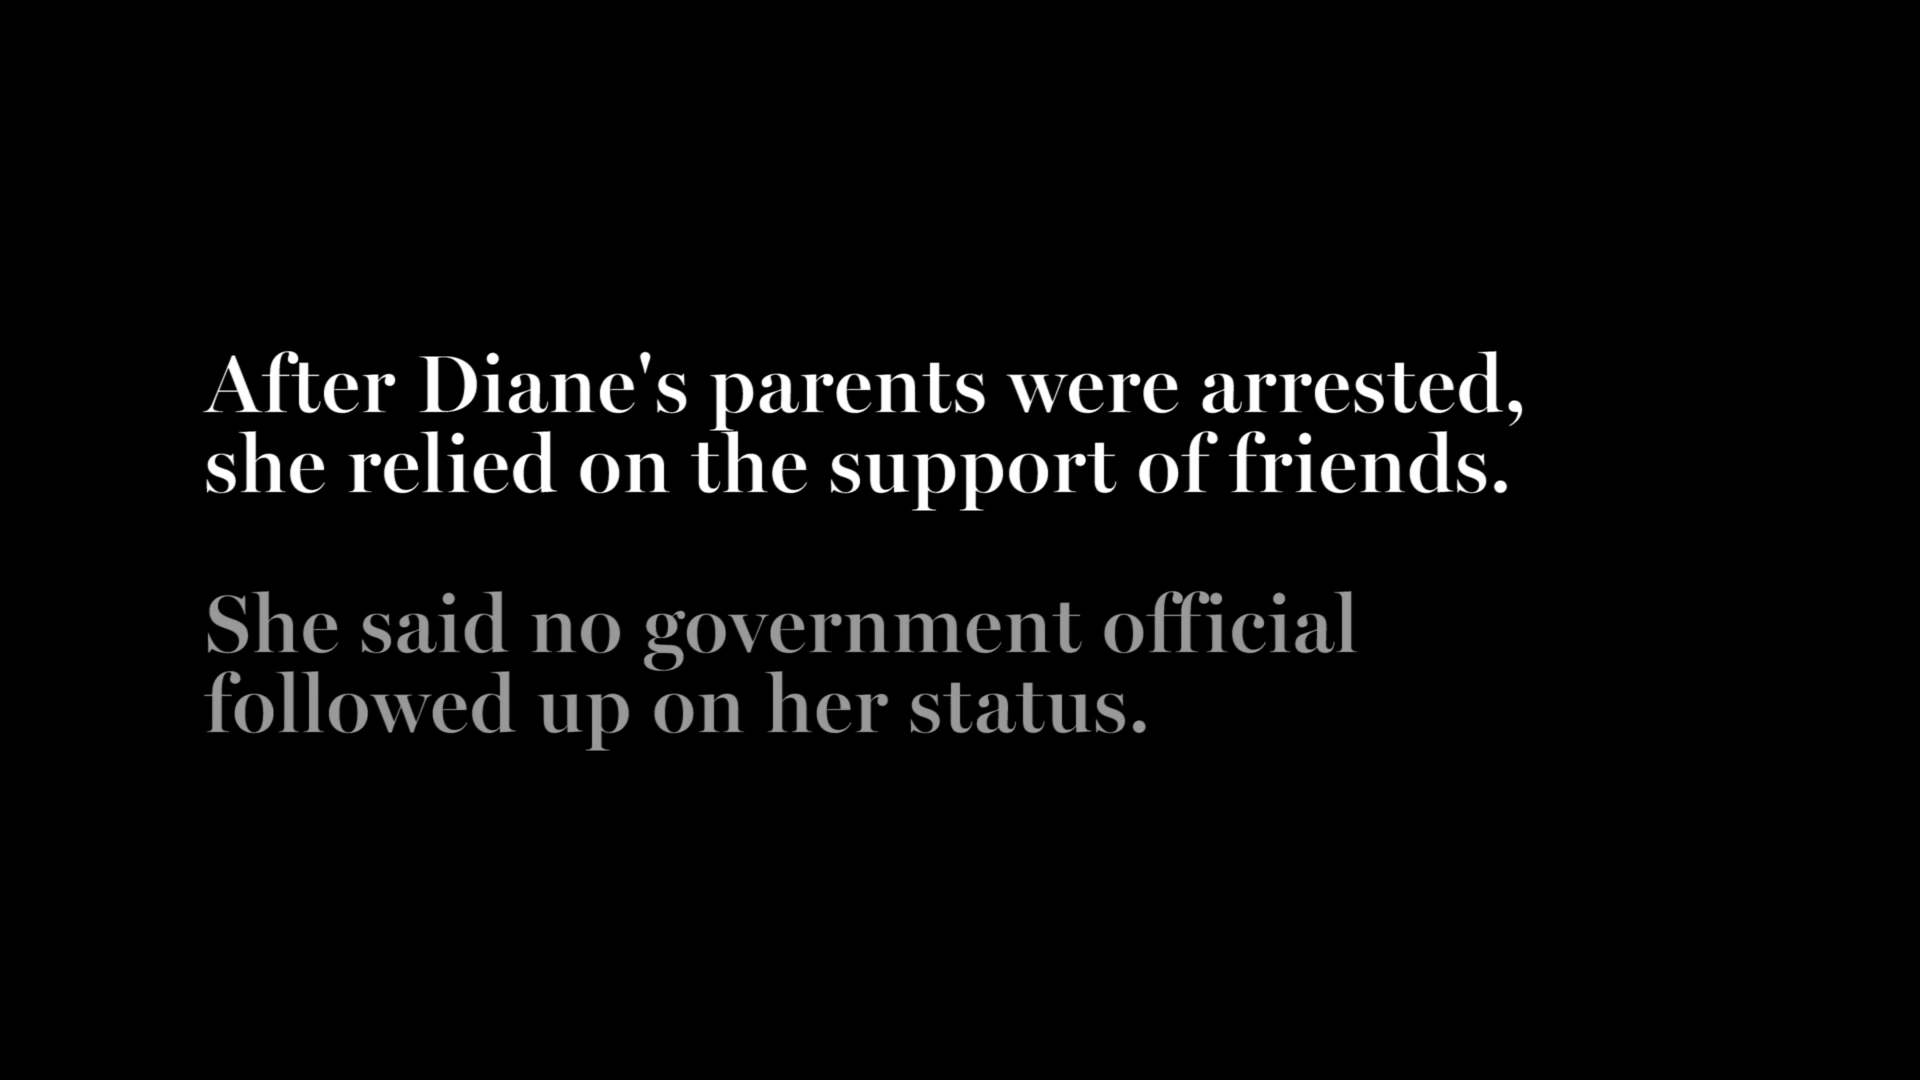 After Diane's parents were arrested,
she relied on the support of friends.
She said no government official
followed up on her status.